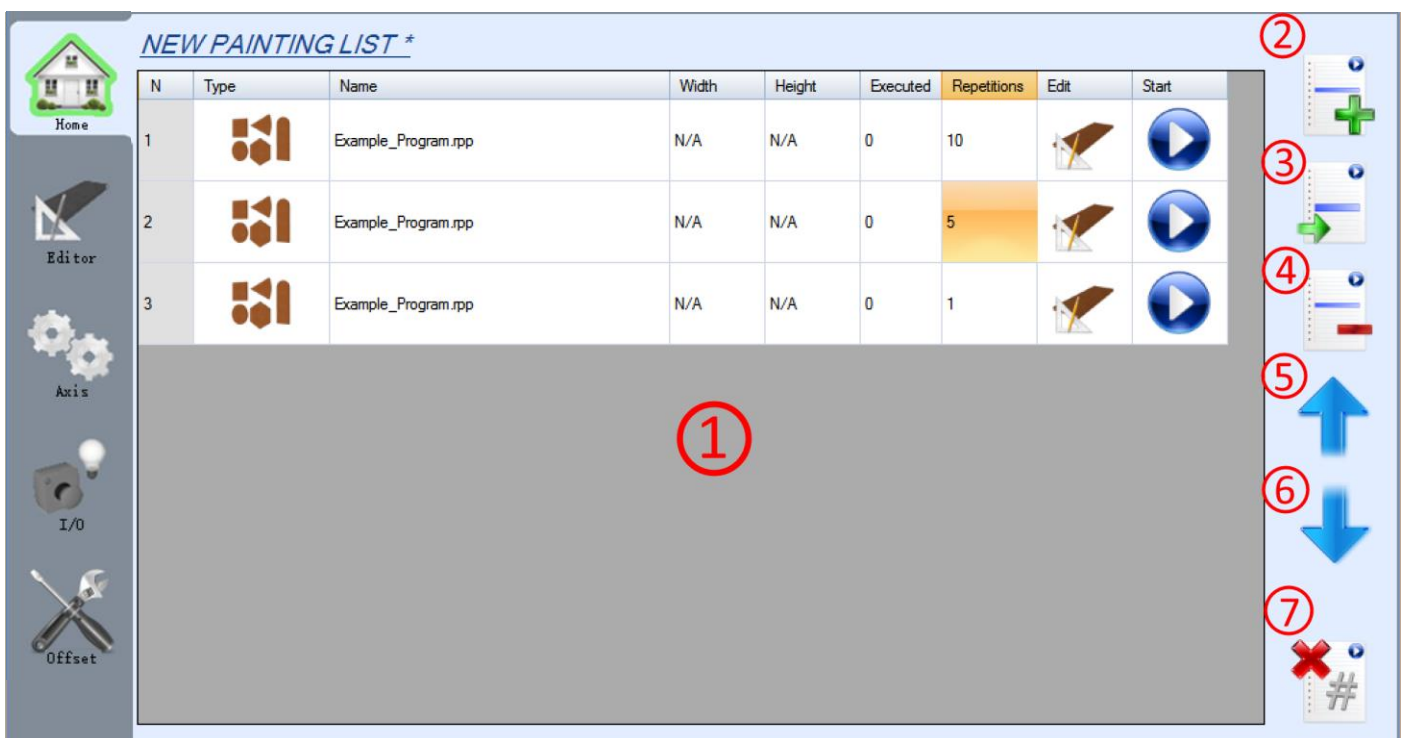 NEW PAINTING LIST *
N Type Name Width Height Executed Repetitions Edit Start
1 Example_Program.rpp N/A N/A 0 10
2 Example_Program.rpp N/A N/A 0 5
3 Example_Program.rpp N/A N/A 0 1
Home
Editor
Axis
I/O
Offset
①
②
③
④
⑤
⑥
⑦
#